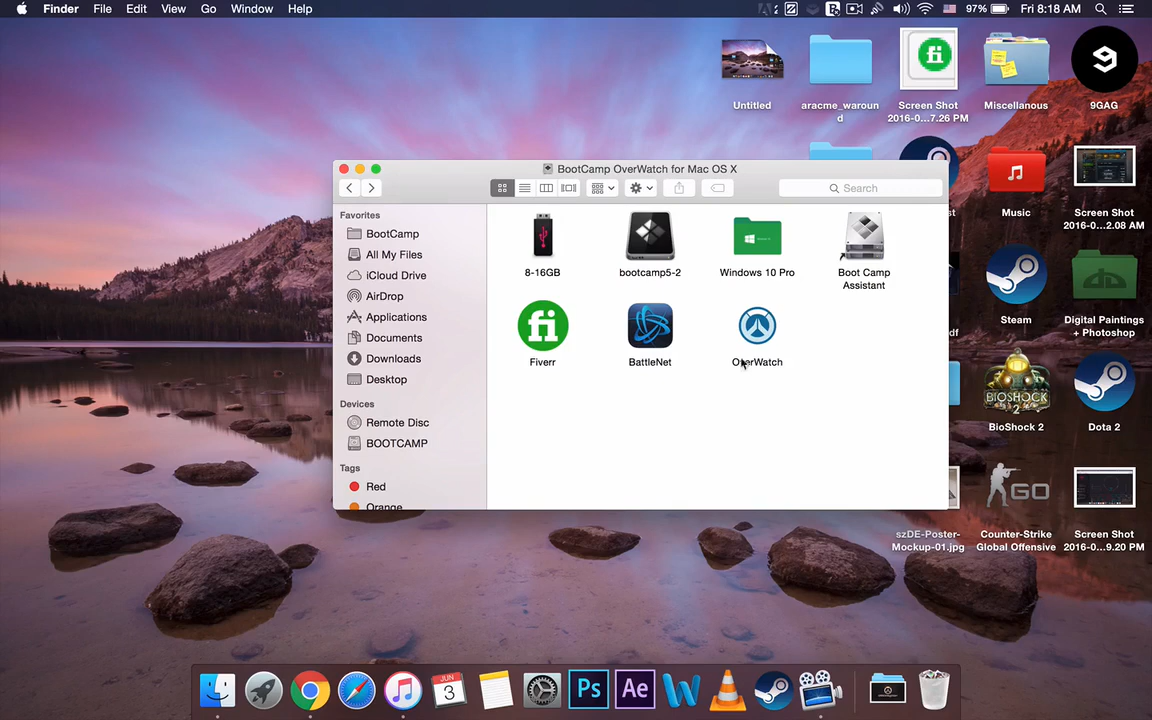 Finder File Edit View Go Window Help
97% Fri 8:18 AM
Untitled
aracme_waroun
d
Screen Shot
2016-0...7.26 PM
Miscellanous
9GAG
BootCamp OverWatch for Mac OS X
Search
Favorites
BootCamp
All My Files
iCloud Drive
AirDrop
Applications
Documents
Downloads
Desktop
Devices
Remote Disc
BOOTCAMP
Tags
Red
Orange
8-16GB
bootcamp5-2
Windows 10 Pro
Boot Camp
Assistant
Fiverr
BattleNet
OverWatch
Music
Screen Shot
2016-0...2.08 AM
Steam
Digital Paintings
+ Photoshop
BIOSHOCK
2
BioShock 2
Dota 2
GO
szDE-Poster-
Mockup-01.jpg
Counter-Strike
Global Offensive
Screen Shot
2016-0...9.20 PM
JUN
3
Ps
Ae